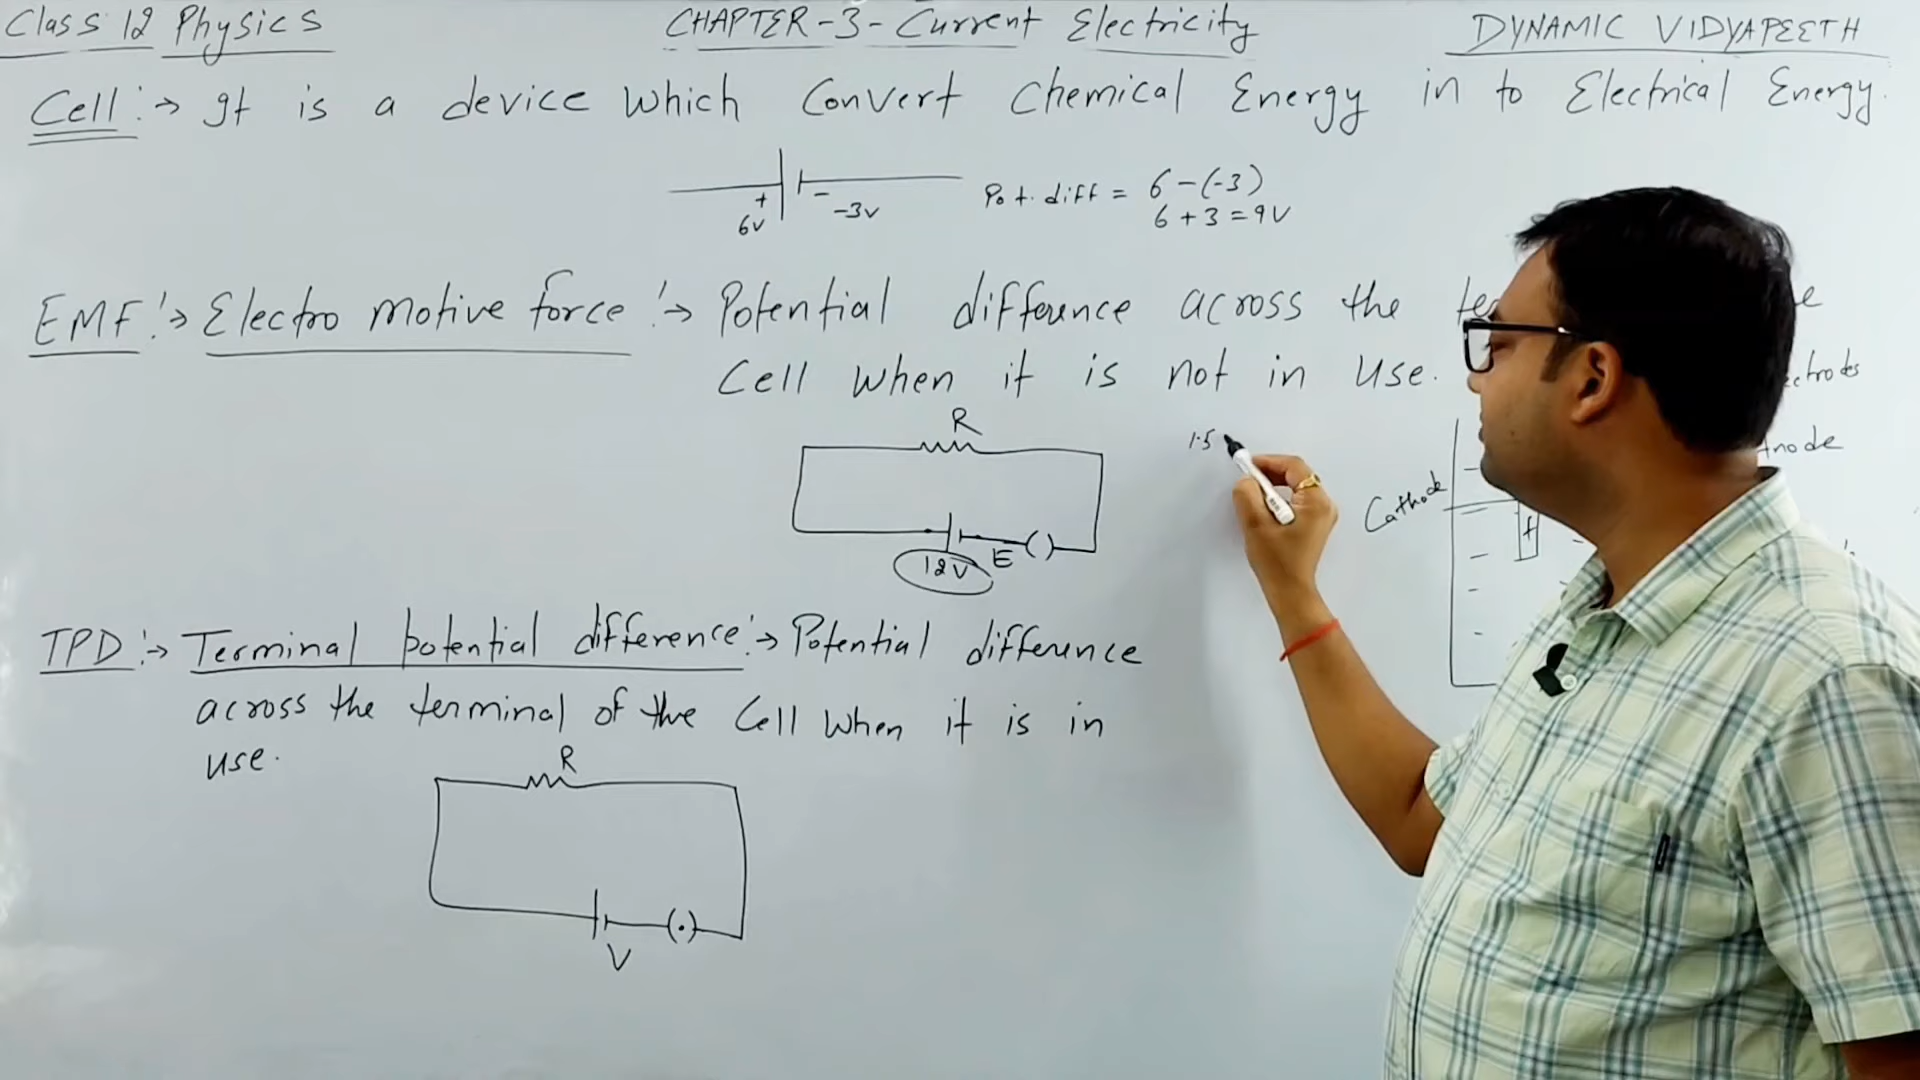 Class 12 Physics
CHAPTER-3- Current Electricity
DYNAMIC VIDYAPEETH
Cell :→ It is a device which Convert Chemical Energy in to Electrical Energy.
+ -
6V -3V
Pot. diff = 6-(-3)
6+3=9V
EMF :→ Electro motive force :→ Potential difference across the
Cell when it is not in use.
R
12V E ( )
1.5
Cathode
+
TPD :→ Terminal potential difference :→ Potential difference
across the terminal of the Cell when it is in
use.
R
V (.)